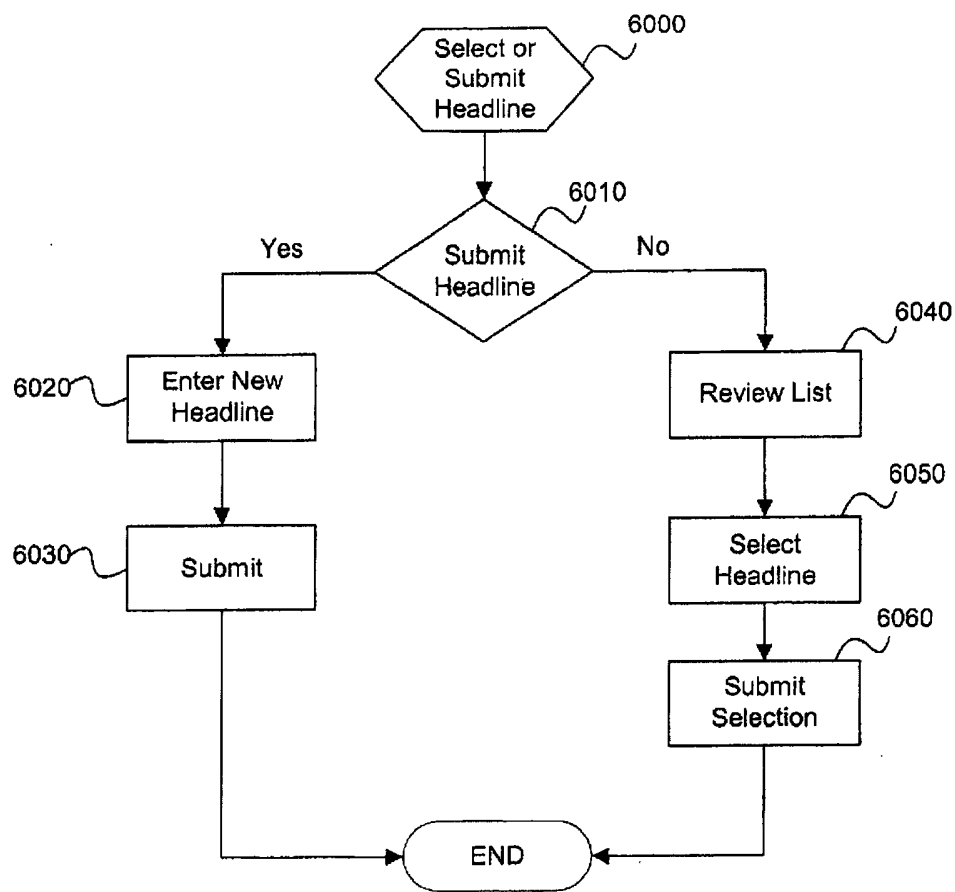 6000
Select or
Submit
Headline
6010
Yes
Submit
Headline
No
6020
Enter New
Headline
6040
Review List
6030
Submit
6050
Select
Headline
6060
Submit
Selection
END